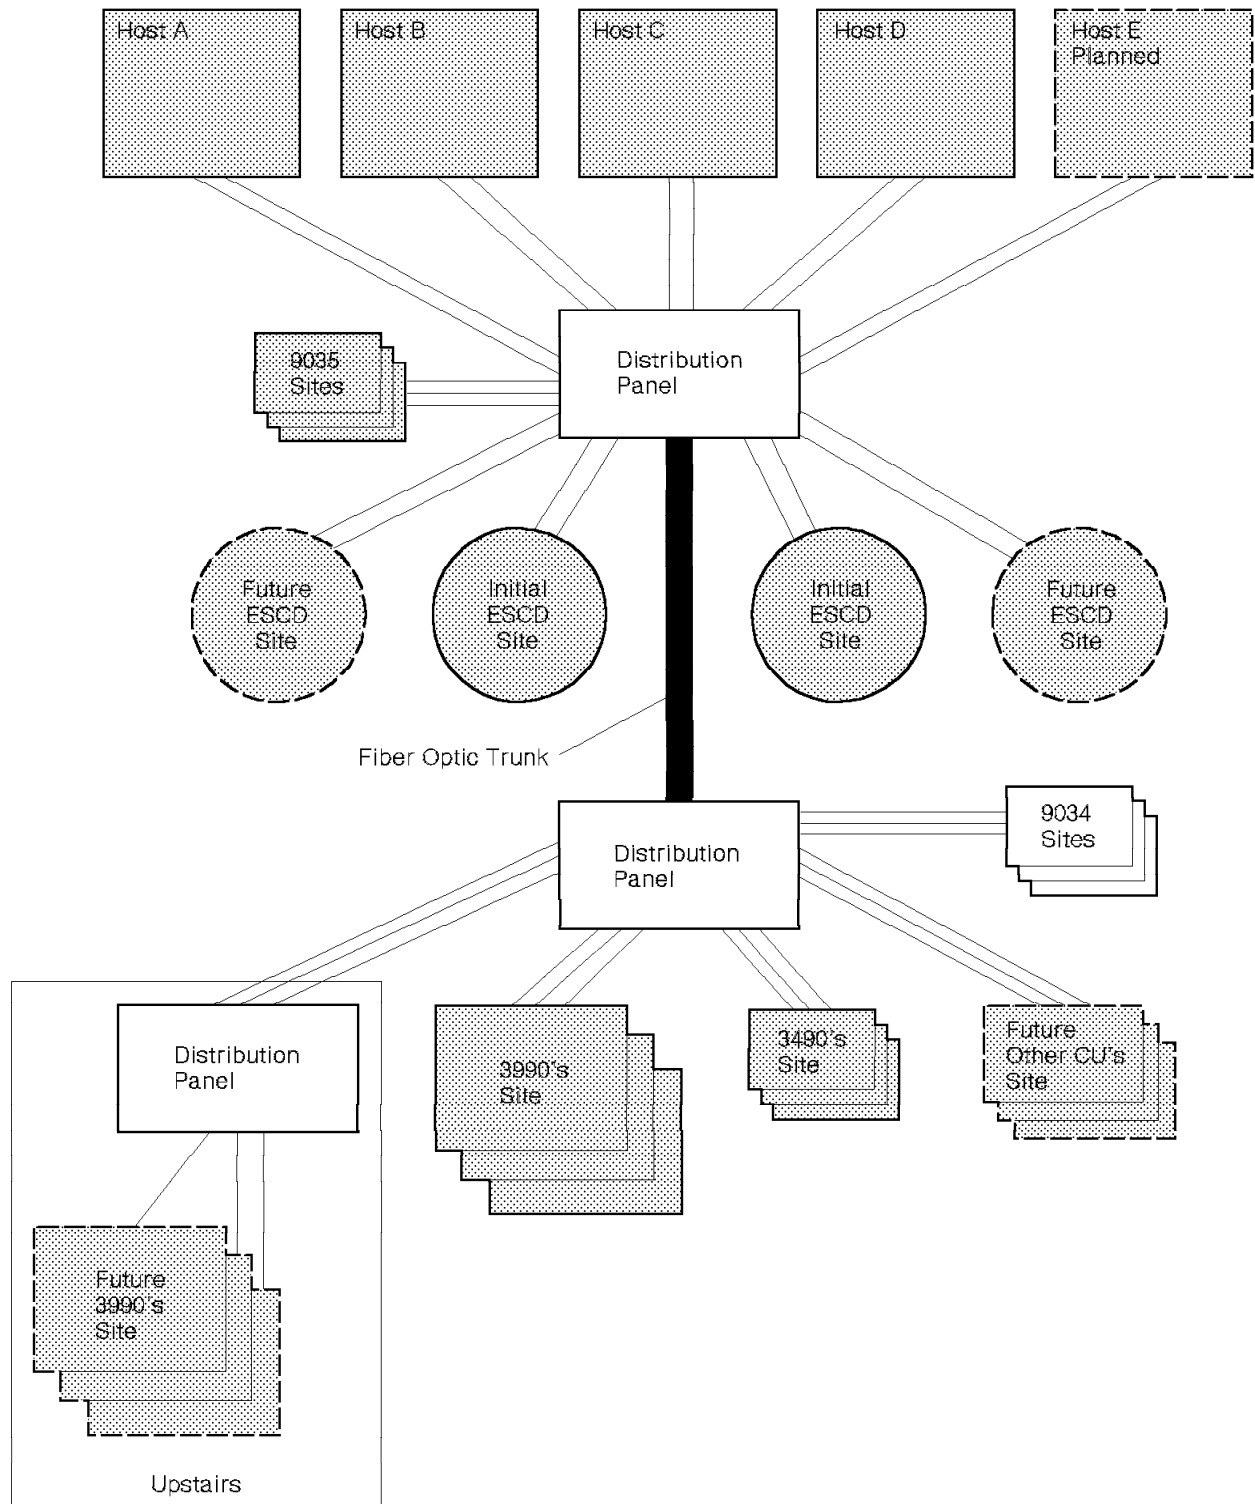 Host A
Host B
Host C
Host D
Host E
Planned
9035
Sites
Distribution
Panel
Future
ESCD
Site
Initial
ESCD
Site
Initial
ESCD
Site
Future
ESCD
Site
Fiber Optic Trunk
9034
Sites
Distribution
Panel
Distribution
Panel
3990's
Site
3490's
Site
Future
Other CU's
Site
Future
3990's
Site
Upstairs